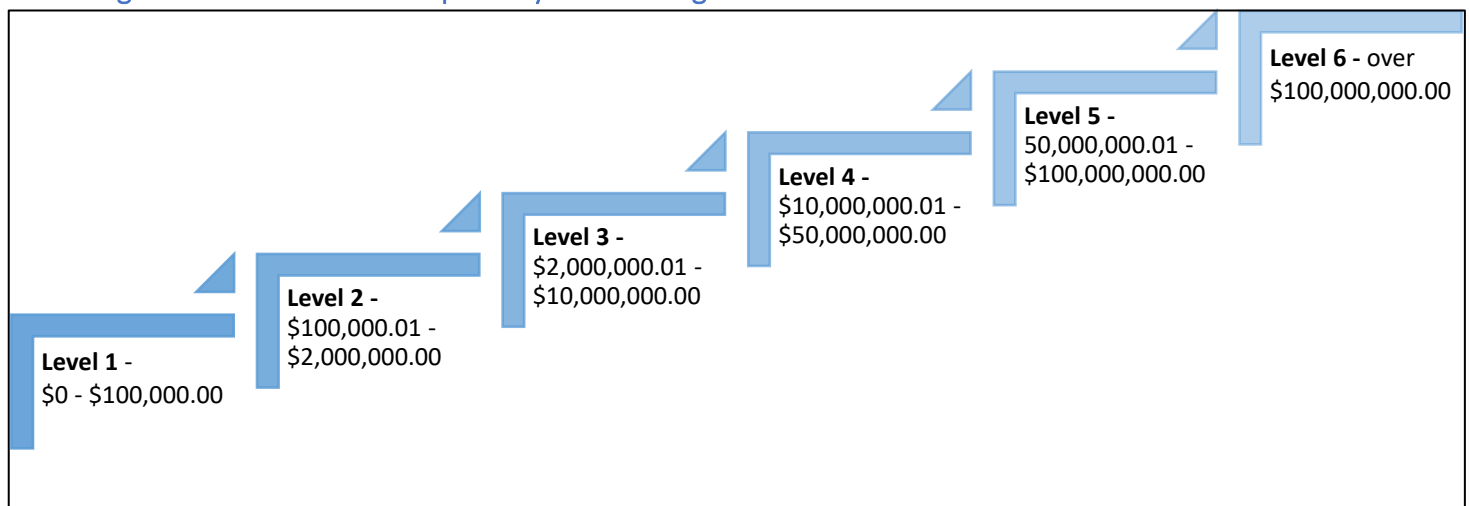 Level 1 -
$0 - $100,000.00
Level 2 -
$100,000.01 -
$2,000,000.00
Level 3 -
$2,000,000.01 -
$10,000,000.00
Level 4 -
$10,000,000.01 -
$50,000,000.00
Level 5 -
50,000,000.01 -
$100,000,000.00
Level 6 - over
$100,000,000.00